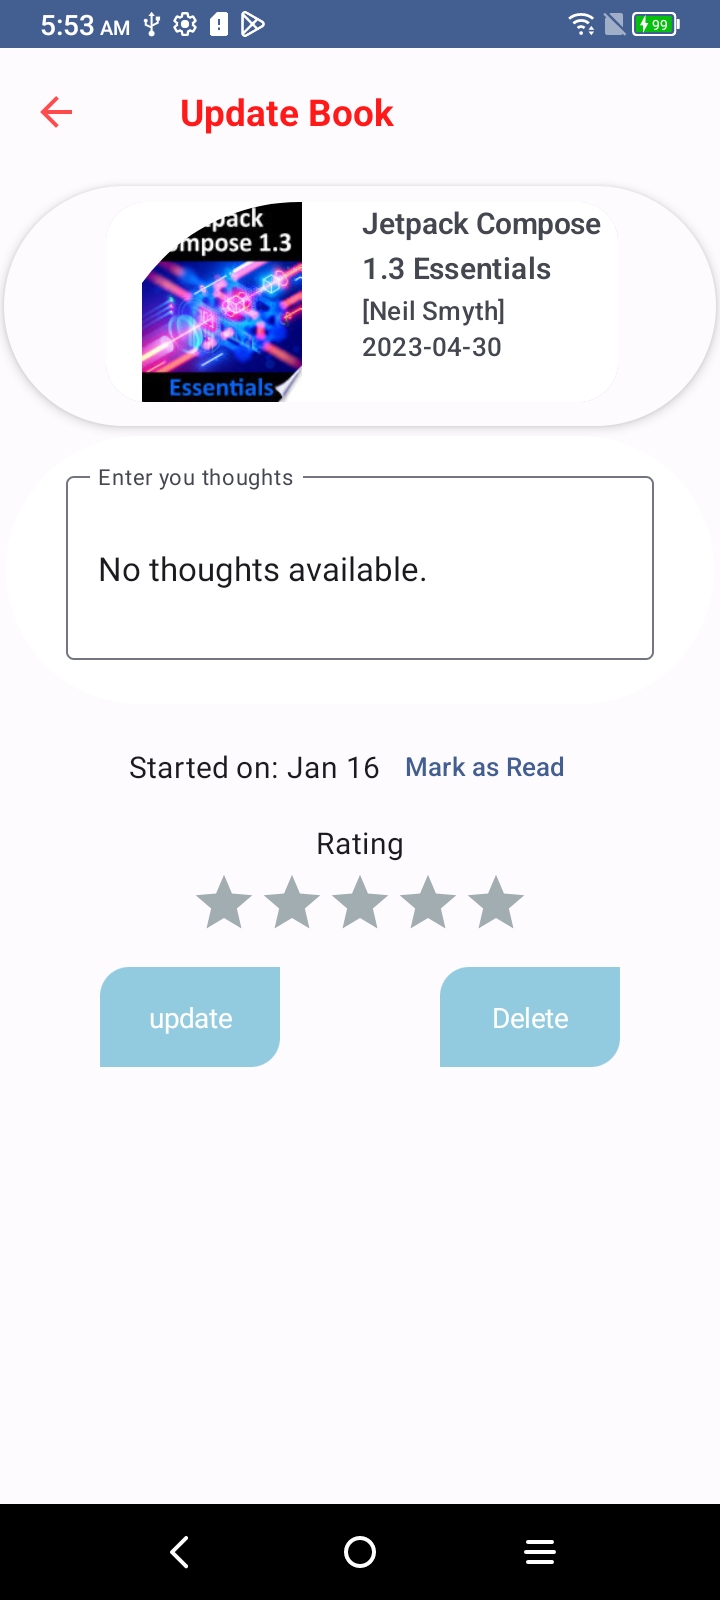 5:53 AM
99
Update Book
mpose 1.3
Essentials
Jetpack Compose
1.3 Essentials
[Neil Smyth]
2023-04-30
Enter you thoughts
No thoughts available.
Started on: Jan 16 Mark as Read
Rating
update Delete